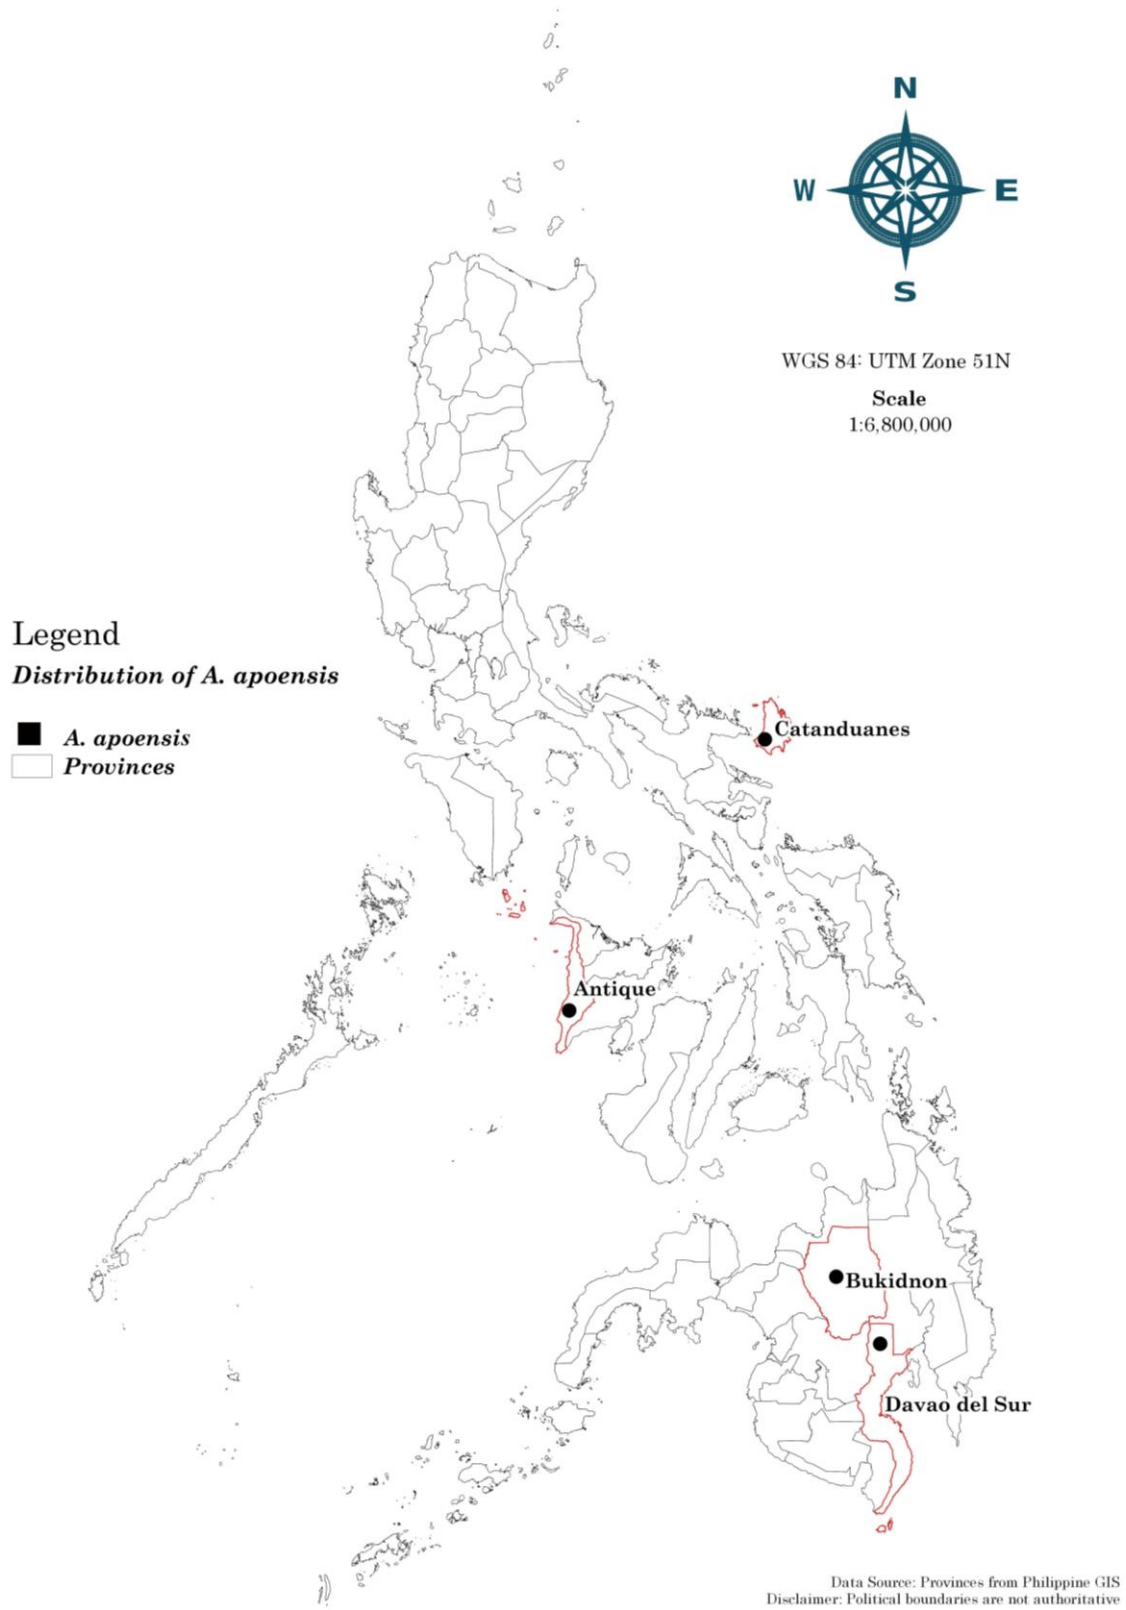 N
W E
S
WGS 84: UTM Zone 51N
Scale
1:6,800,000
Legend
Distribution of A. apoensis
A. apoensis
Provinces
Catanduanes
Antique
Bukidnon
Davao del Sur
Data Source: Provinces from Philippine GIS
Disclaimer: Political boundaries are not authoritative